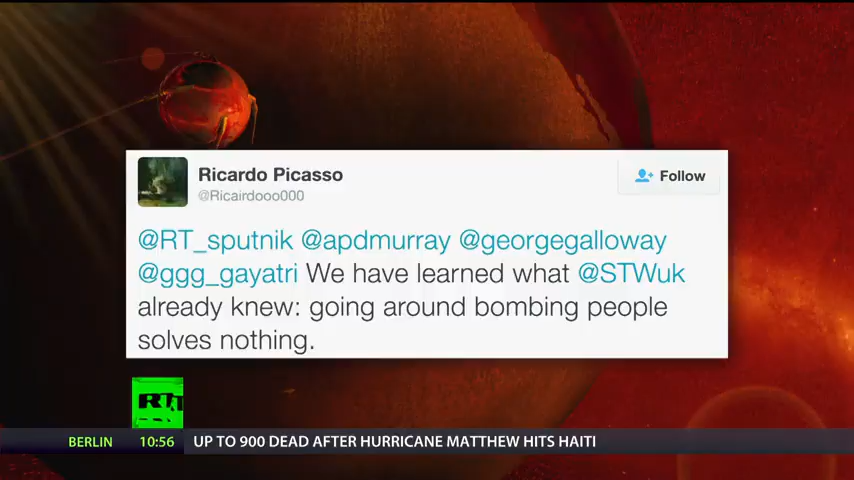 Ricardo Picasso
@Ricairdooo000
Follow
@RT_sputnik @apdmurray @georgegalloway
@ggg_gayatri We have learned what @STWuk
already knew: going around bombing people
solves nothing.
RT
BERLIN 10:56 UP TO 900 DEAD AFTER HURRICANE MATTHEW HITS HAITI